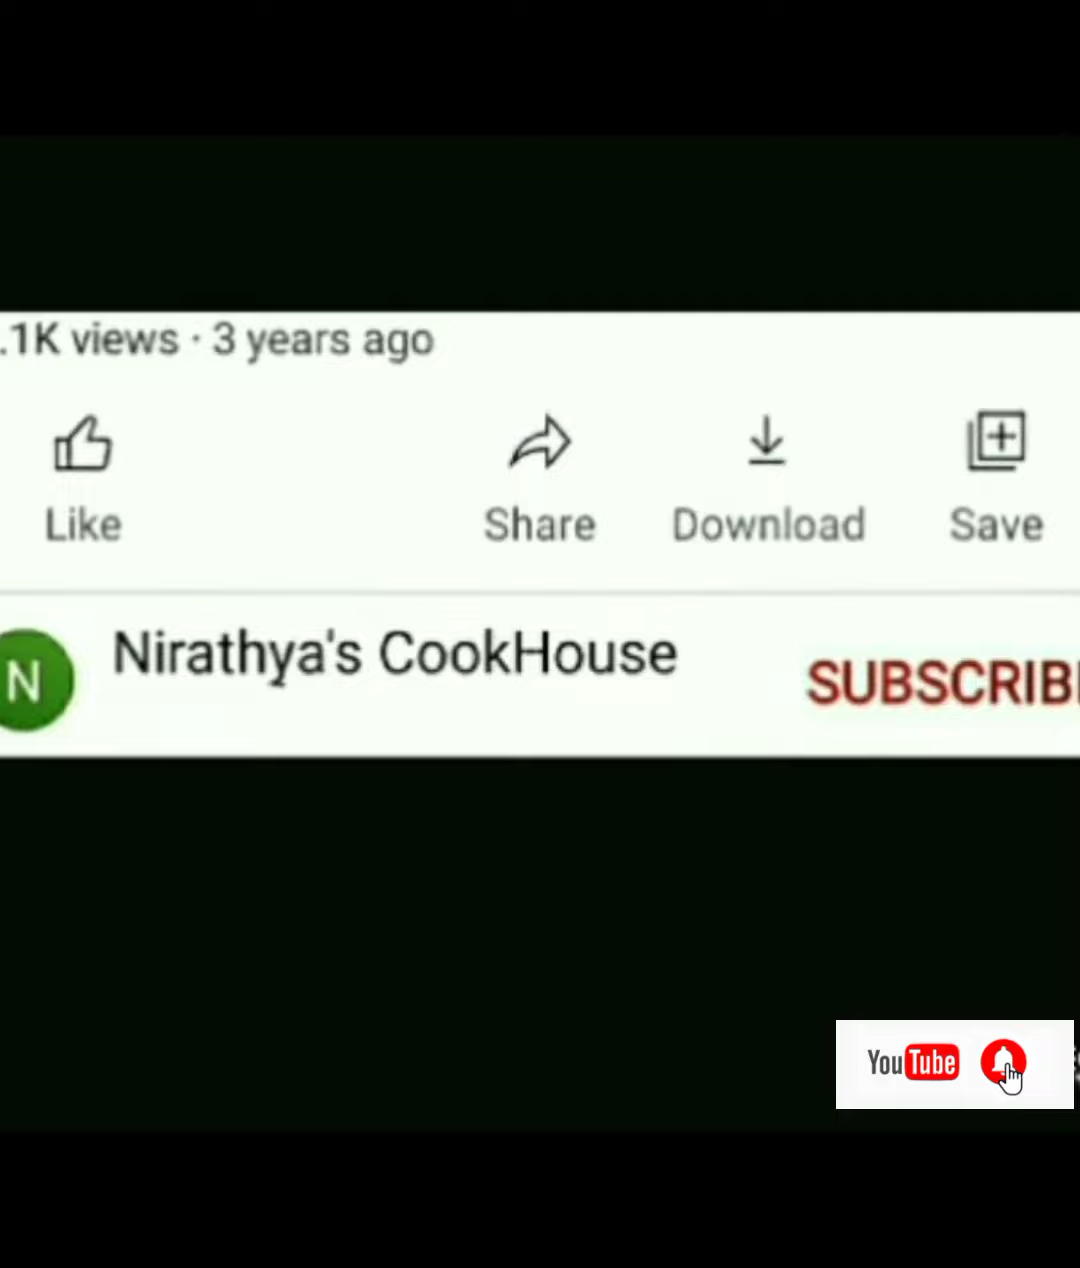 .1K views · 3 years ago
Like Share Download Save
N Nirathya's CookHouse SUBSCRIB
YouTube